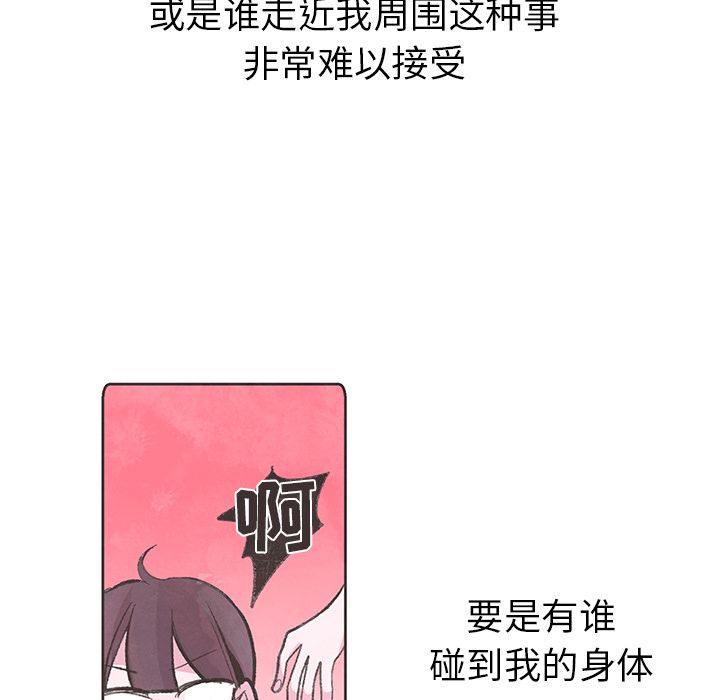 或是谁走近我周围这种事
非常难以接受
啊
要是有谁
碰到我的身体